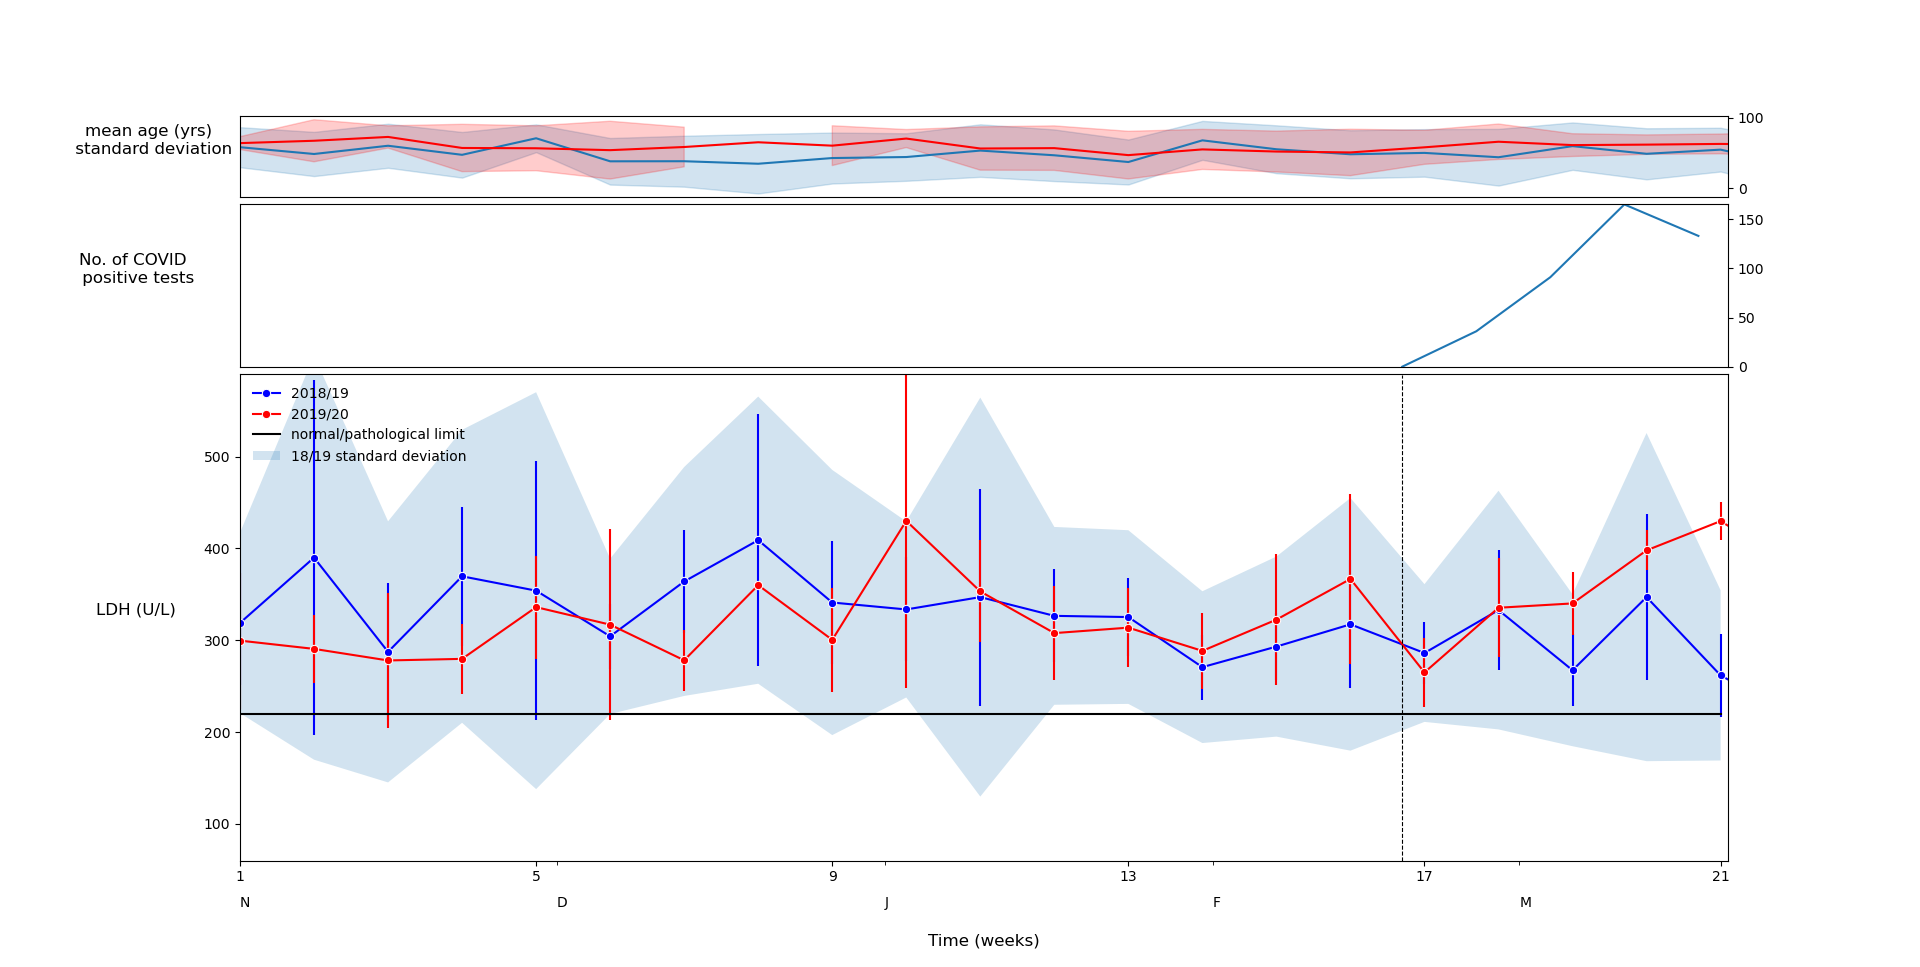 mean age (yrs)
standard deviation
100
0
No. of COVID
positive tests
150
100
50
0
2018/19
2019/20
normal/pathological limit
18/19 standard deviation
LDH (U/L)
500
400
300
200
100
1 5 9 13 17 21
N D J F M
Time (weeks)